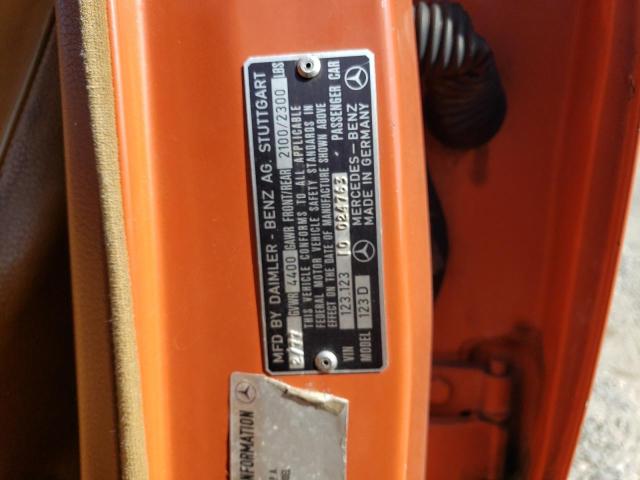 MFD BY DAIMLER - BENZ AG. STUTTGART
2/77 GVWR 4400 GAWR FRONT/REAR 2100/2300 LBS
THIS VEHICLE CONFORMS TO ALL APPLICABLE
FEDERAL MOTOR VEHICLE SAFETY STANDARDS IN
EFFECT ON THE DATE OF MANUFACTURE SHOWN ABOVE
VIN 123.123 10 024763 PASSENGER CAR
MODEL 123 D MERCEDES-BENZ
MADE IN GERMANY
INFORMATION